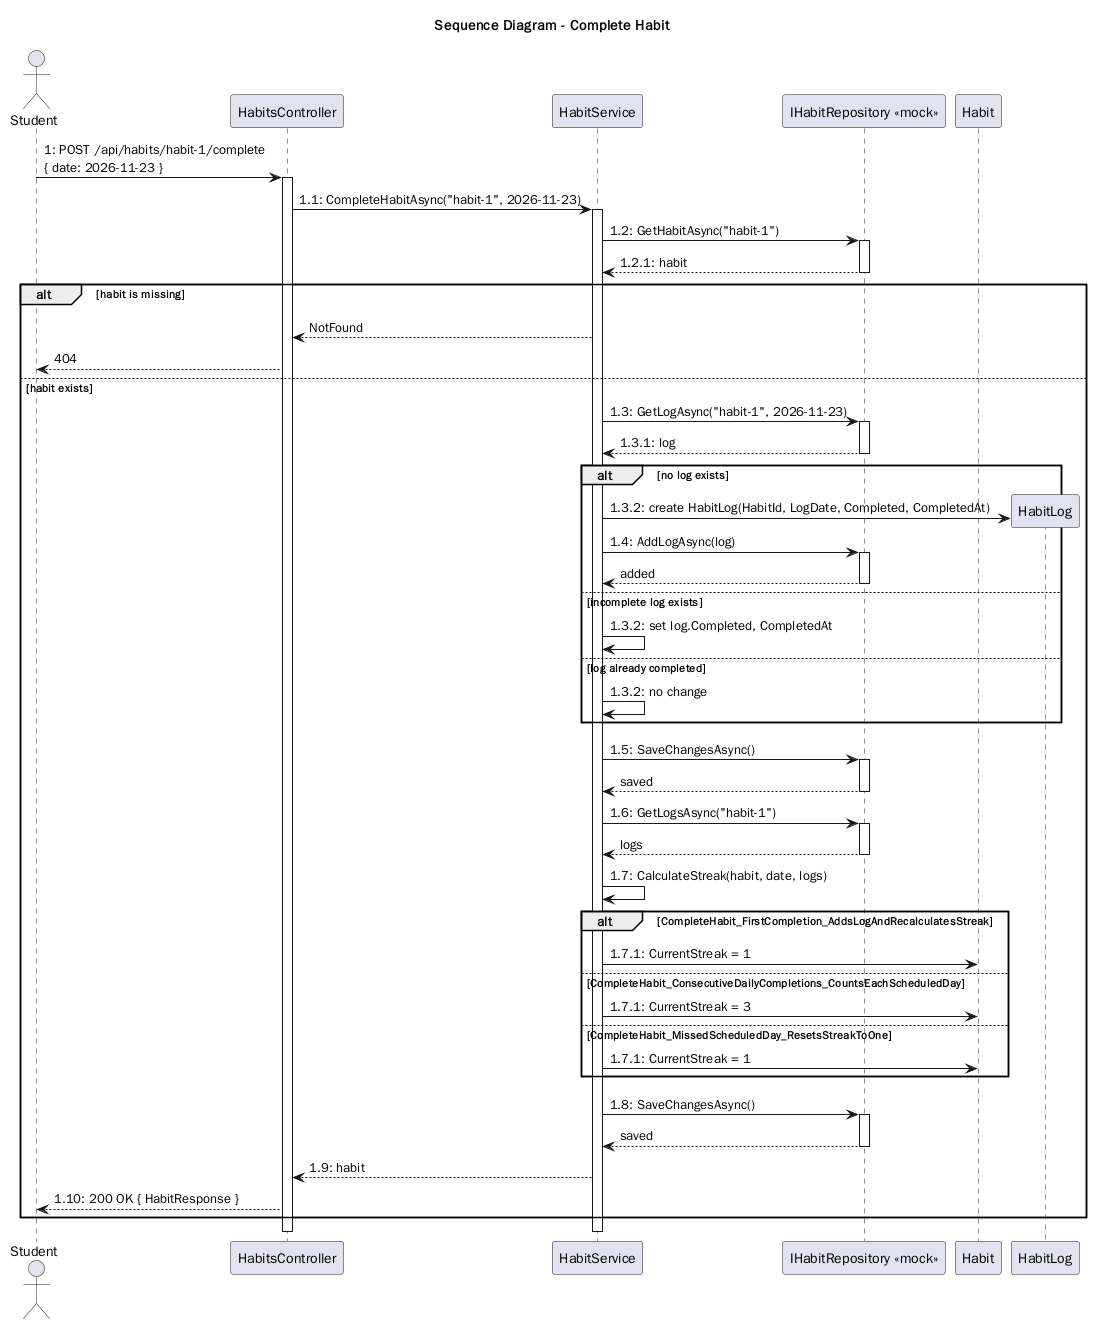 Sequence Diagram - Complete Habit
Student
HabitsController
HabitService
IHabitRepository «mock»
Habit
1: POST /api/habits/habit-1/complete
{ date: 2026-11-23 }
1.1: CompleteHabitAsync("habit-1", 2026-11-23)
1.2: GetHabitAsync("habit-1")
1.2.1: habit
alt
[habit is missing]
NotFound
404
[habit exists]
1.3: GetLogAsync("habit-1", 2026-11-23)
1.3.1: log
alt
[no log exists]
1.3.2: create HabitLog(HabitId, LogDate, Completed, CompletedAt)
HabitLog
1.4: AddLogAsync(log)
added
[incomplete log exists]
1.3.2: set log.Completed, CompletedAt
[log already completed]
1.3.2: no change
1.5: SaveChangesAsync()
saved
1.6: GetLogsAsync("habit-1")
logs
1.7: CalculateStreak(habit, date, logs)
alt
[CompleteHabit_FirstCompletion_AddsLogAndRecalculatesStreak]
1.7.1: CurrentStreak = 1
[CompleteHabit_ConsecutiveDailyCompletions_CountsEachScheduledDay]
1.7.1: CurrentStreak = 3
[CompleteHabit_MissedScheduledDay_ResetsStreakToOne]
1.7.1: CurrentStreak = 1
1.8: SaveChangesAsync()
saved
1.9: habit
1.10: 200 OK { HabitResponse }
Student
HabitsController
HabitService
IHabitRepository «mock»
Habit
HabitLog